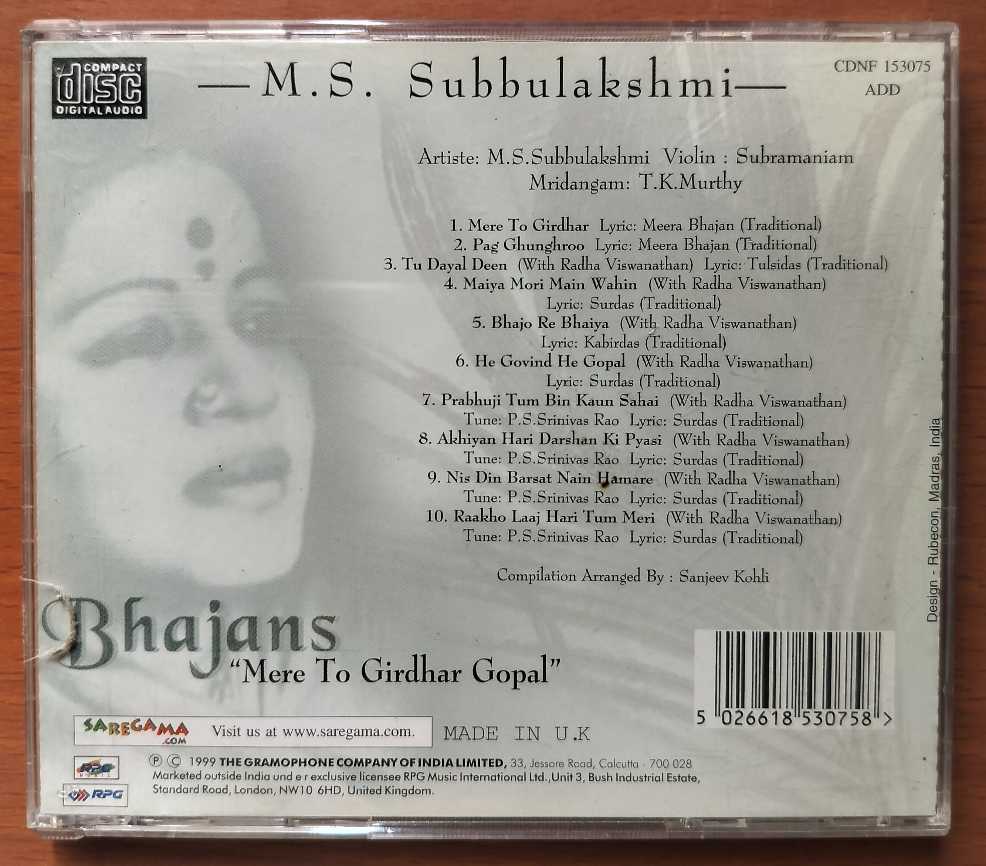 COMPACT
disc
DIGITAL AUDIO
M.S. Subbulakshmi
CDNF 153075
ADD
Artiste: M.S.Subbulakshmi Violin : Subramaniam
Mridangam: T.K.Murthy
1. Mere To Girdhar Lyric: Meera Bhajan (Traditional)
2. Pag Ghunghroo Lyric: Meera Bhajan (Traditional)
3. Tu Dayal Deen (With Radha Viswanathan) Lyric: Tulsidas (Traditional)
4. Maiya Mori Main Wahin (With Radha Viswanathan)
Lyric: Surdas (Traditional)
5. Bhajo Re Bhaiya (With Radha Viswanathan)
Lyric: Kabirdas (Traditional)
6. He Govind He Gopal (With Radha Viswanathan)
Lyric: Surdas (Traditional)
7. Prabhuji Tum Bin Kaun Sahai (With Radha Viswanathan)
Tune: P.S.Srinivas Rao Lyric: Surdas (Traditional)
8. Akhiyan Hari Darshan Ki Pyasi (With Radha Viswanathan)
Tune: P.S.Srinivas Rao Lyric: Surdas (Traditional)
9. Nis Din Barsat Nain Hamare (With Radha Viswanathan)
Tune: P.S.Srinivas Rao Lyric: Surdas (Traditional)
10. Raakho Laaj Hari Tum Meri (With Radha Viswanathan)
Tune: P.S.Srinivas Rao Lyric: Surdas (Traditional)
Compilation Arranged By : Sanjeev Kohli
Design - Rubecon, Madras, India
Bhajans
"Mere To Girdhar Gopal"
5 026618 530758 >
SAREGAMA
.COM
Visit us at www.saregama.com.
MADE IN U.K
RPG
MUSIC
RPG
Ⓟ Ⓒ 1999 THE GRAMOPHONE COMPANY OF INDIA LIMITED, 33, Jessore Road, Calcutta - 700 028
Marketed outside India und e r exclusive licensee RPG Music International Ltd., Unit 3, Bush Industrial Estate,
Standard Road, London, NW10 6HD, United Kingdom.